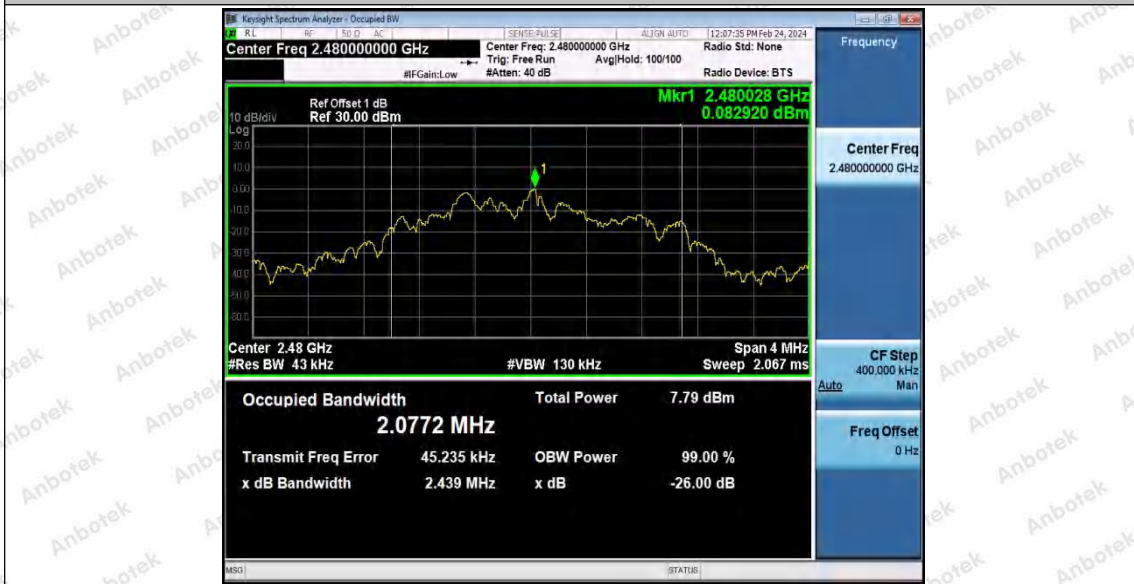 Keysight Spectrum Analyzer - Occupied BW
RL RF 50 Ω AC SENSE:PULSE ALIGN AUTO 12:07:35 PM Feb 24, 2024
Center Freq 2.480000000 GHz
Center Freq: 2.480000000 GHz
Radio Std: None
Trig: Free Run Avg|Hold: 100/100
#IFGain:Low #Atten: 40 dB Radio Device: BTS
Mkr1 2.480028 GHz
0.082920 dBm
Ref Offset 1 dB
10 dB/div Ref 30.00 dBm
Log
20.0
10.0
0.00
-10.0
-20.0
-30.0
-40.0
-50.0
-60.0
1
Center 2.48 GHz Span 4 MHz
#Res BW 43 kHz #VBW 130 kHz Sweep 2.067 ms
Occupied Bandwidth Total Power 7.79 dBm
2.0772 MHz
Transmit Freq Error 45.235 kHz OBW Power 99.00 %
x dB Bandwidth 2.439 MHz x dB -26.00 dB
MSG STATUS
Frequency
Center Freq
2.480000000 GHz
CF Step
400.000 kHz
Auto Man
Freq Offset
0 Hz
Anbotek